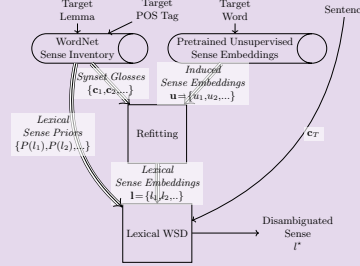 Target
Lemma
Target
POS Tag
Target
Word
Sentenc
WordNet
Sense Inventory
Pretrained Unsupervised
Sense Embeddings
Synset Glosses
{c₁,c₂,...}
Induced
Sense Embeddings
u={u₁,u₂,...}
Lexical
Sense Priors
{P(l₁),P(l₂),...}
Refitting
c_T
Lexical
Sense Embeddings
l={l₁,l₂,..}
Lexical WSD
Disambiguated
Sense
l*